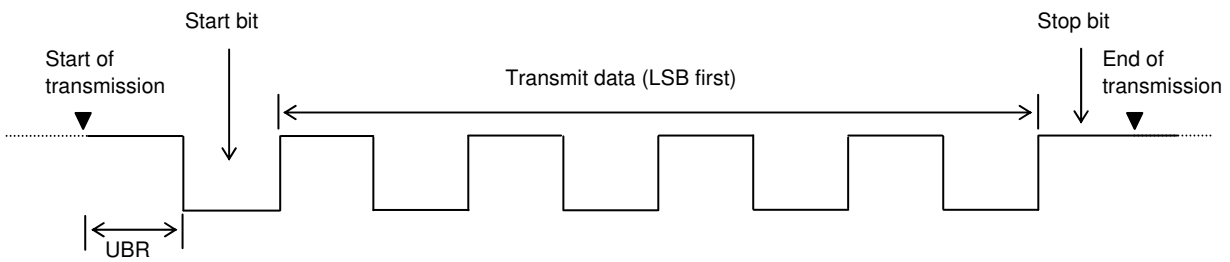 Start bit
Stop bit
Start of
transmission
Transmit data (LSB first)
End of
transmission
UBR